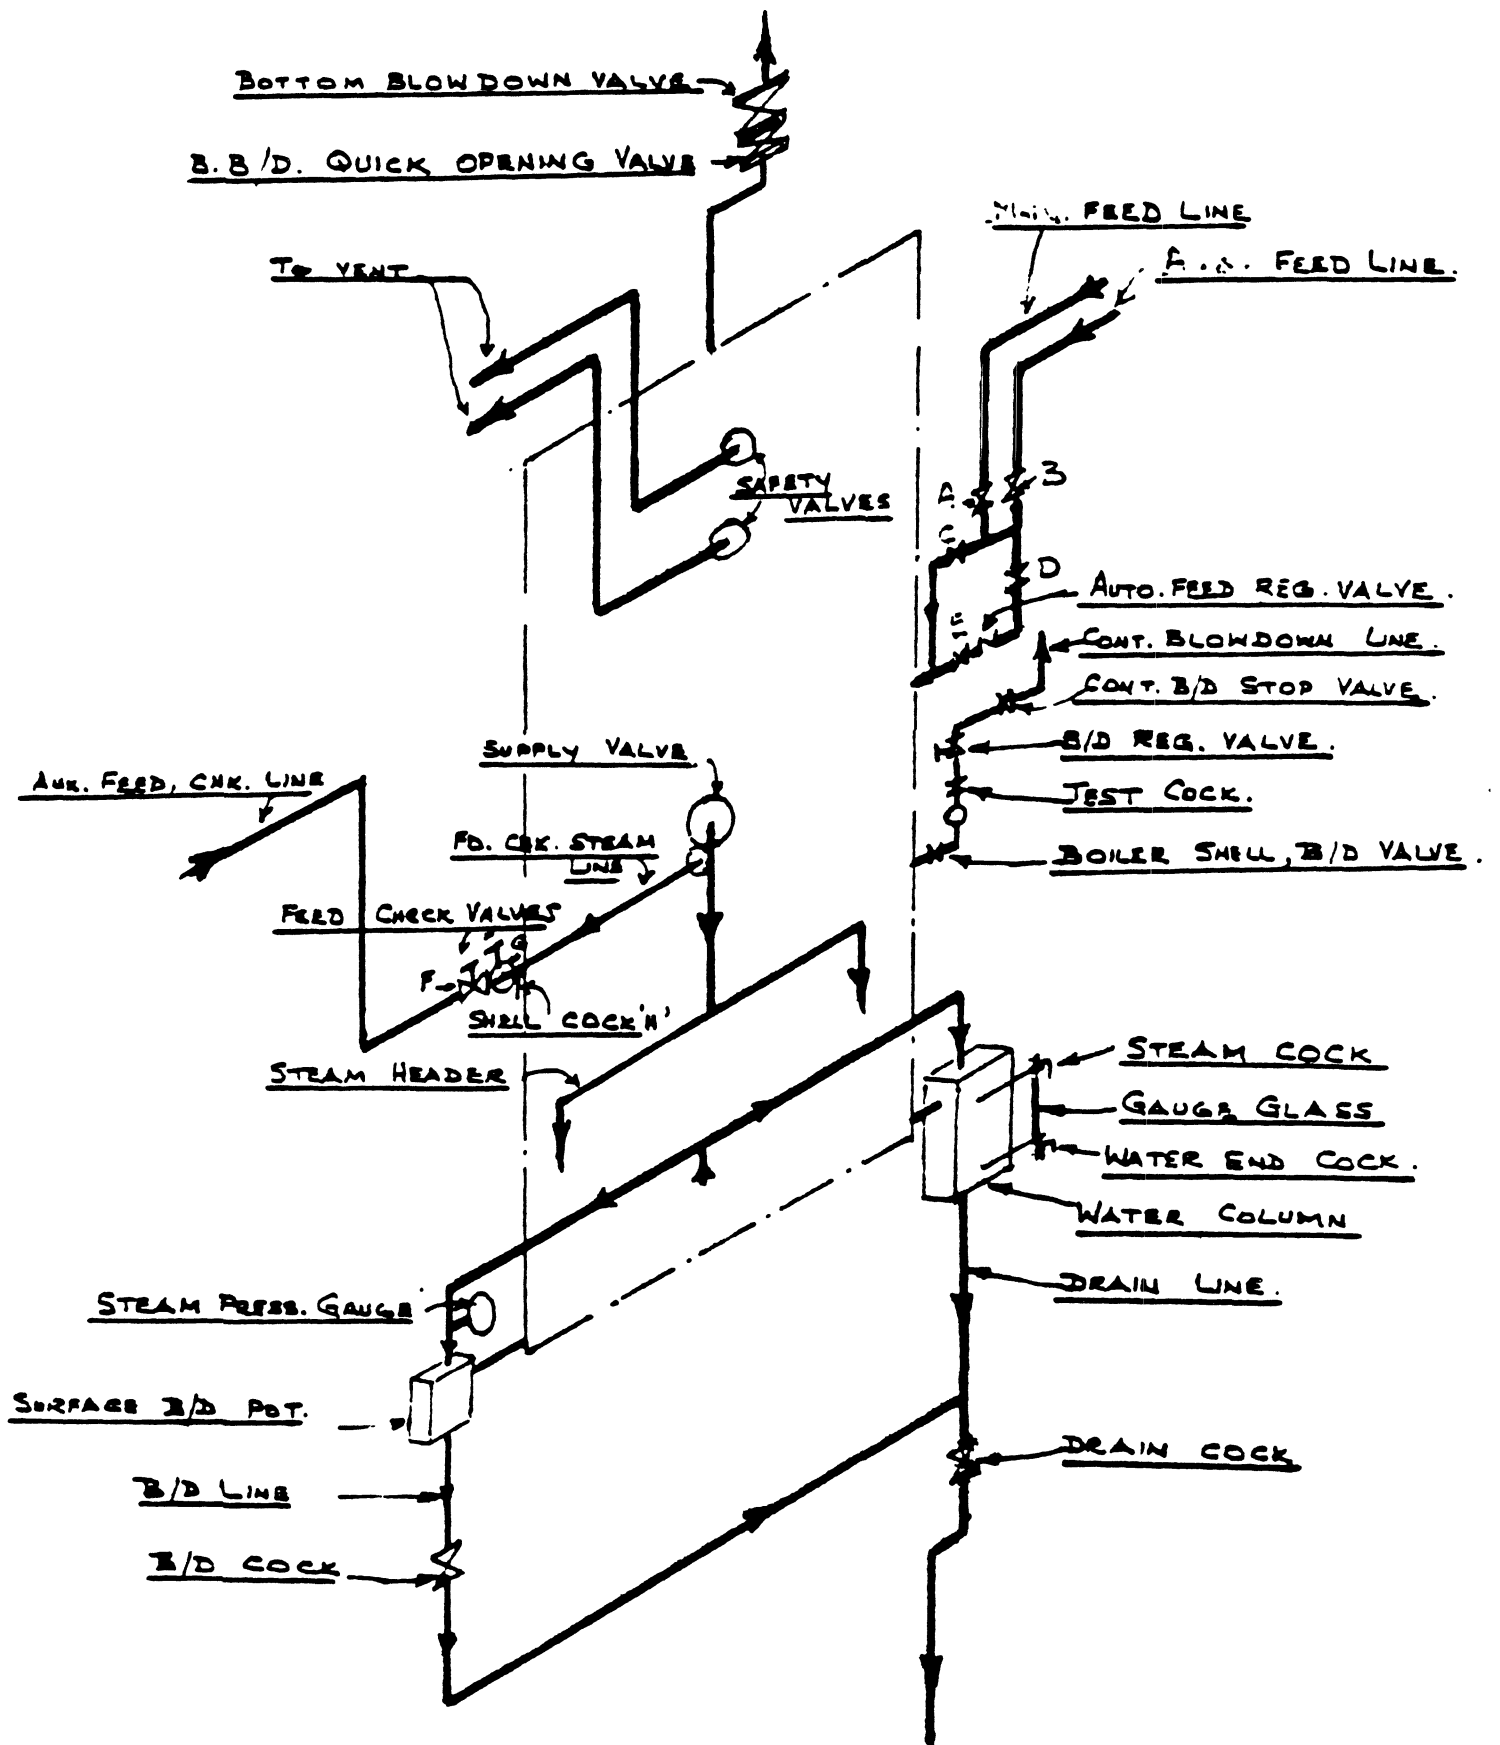 BOTTOM BLOWDOWN VALVE
B. B/D. QUICK OPENING VALVE
FEED LINE
TO VENT
FEED LINE.
SAFETY
VALVES
A
B
C
D
E
AUTO. FEED REG. VALVE.
CONT. BLOWDOWN LINE.
CONT. B/D STOP VALVE.
B/D REG. VALVE.
TEST COCK.
BOILER SHELL, B/D VALVE.
SUPPLY VALVE
AUX. FEED, CHK. LINE
FD. CHK. STEAM
LINE
FEED CHECK VALVES
F
G
SHELL COCK 'H'
STEAM HEADER
STEAM COCK
GAUGE GLASS
WATER END COCK.
WATER COLUMN
DRAIN LINE.
STEAM PRESS. GAUGE
SURFACE B/D POT.
DRAIN COCK
B/D LINE
B/D COCK